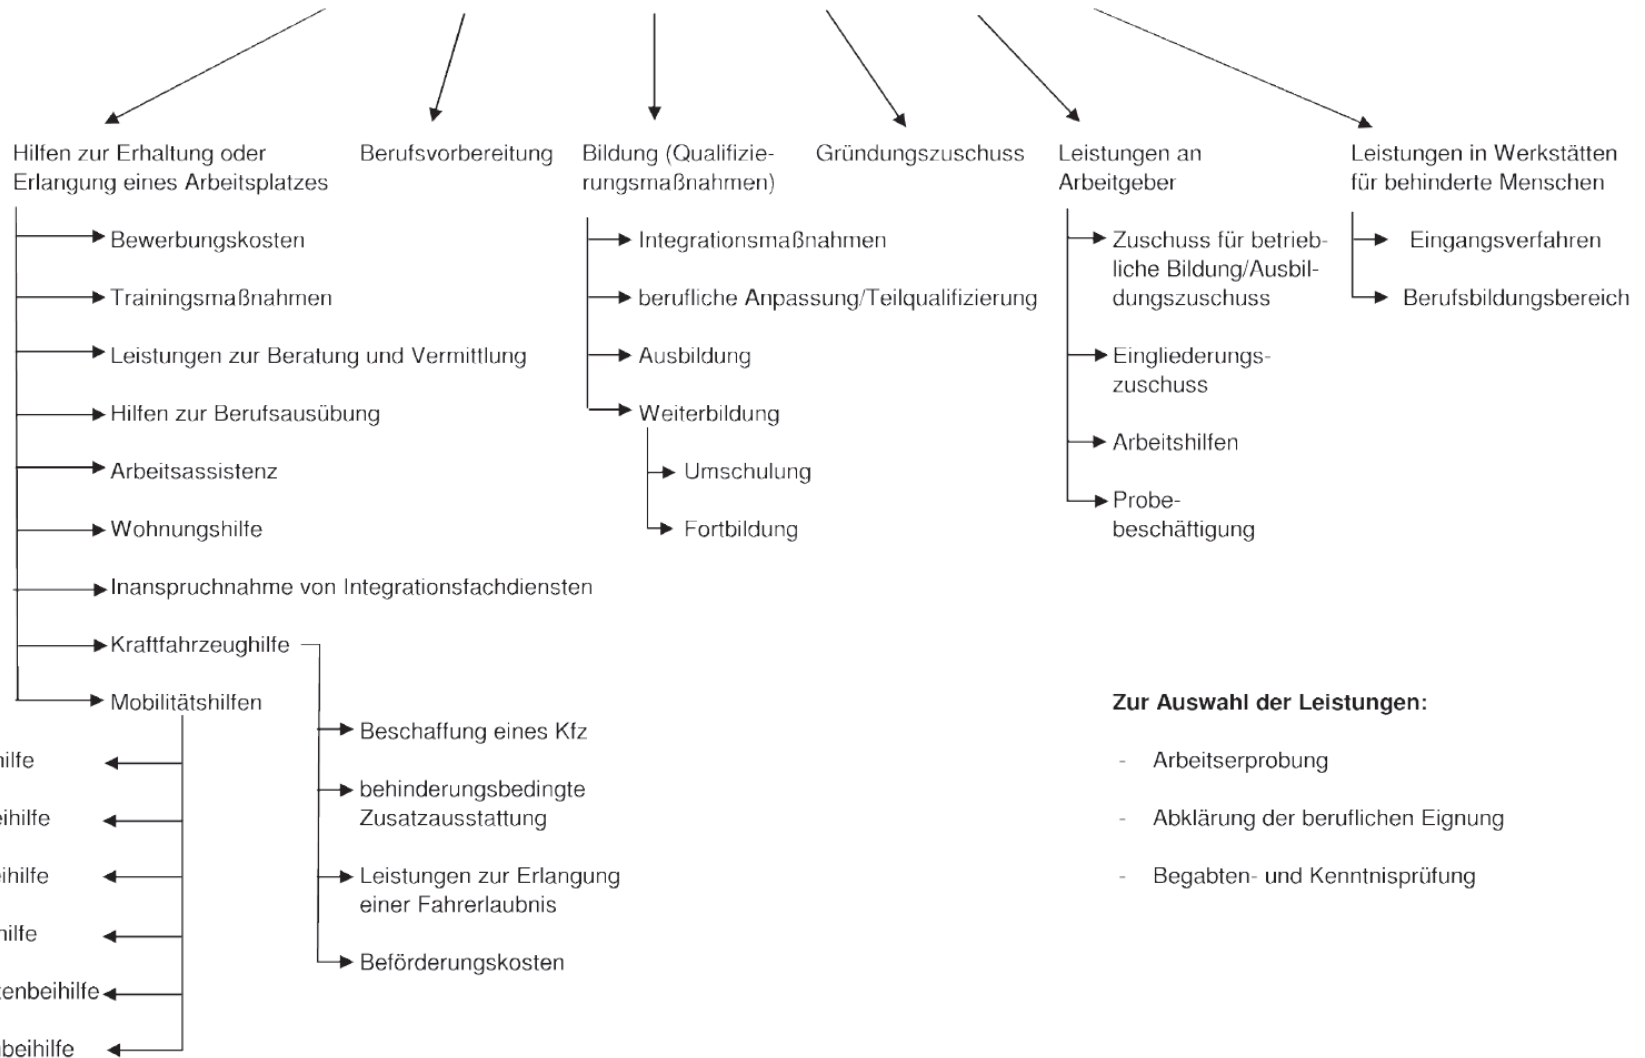 Hilfen zur Erhaltung oder
Erlangung eines Arbeitsplatzes
Bewerbungskosten
Trainingsmaßnahmen
Leistungen zur Beratung und Vermittlung
Hilfen zur Berufsausübung
Arbeitsassistenz
Wohnungshilfe
Inanspruchnahme von Integrationsfachdiensten
Kraftfahrzeughilfe
Mobilitätshilfen
Beschaffung eines Kfz
behinderungsbedingte
Zusatzausstattung
Leistungen zur Erlangung
einer Fahrerlaubnis
Beförderungskosten
Berufsvorbereitung
Bildung (Qualifizie-
rungsmaßnahmen)
Integrationsmaßnahmen
berufliche Anpassung/Teilqualifizierung
Ausbildung
Weiterbildung
Umschulung
Fortbildung
Gründungszuschuss
Leistungen an
Arbeitgeber
Zuschuss für betrieb-
liche Bildung/Ausbil-
dungszuschuss
Eingliederungs-
zuschuss
Arbeitshilfen
Probe-
beschäftigung
Leistungen in Werkstätten
für behinderte Menschen
Eingangsverfahren
Berufsbildungsbereich
Zur Auswahl der Leistungen:
- Arbeitserprobung
- Abklärung der beruflichen Eignung
- Begabten- und Kenntnisprüfung